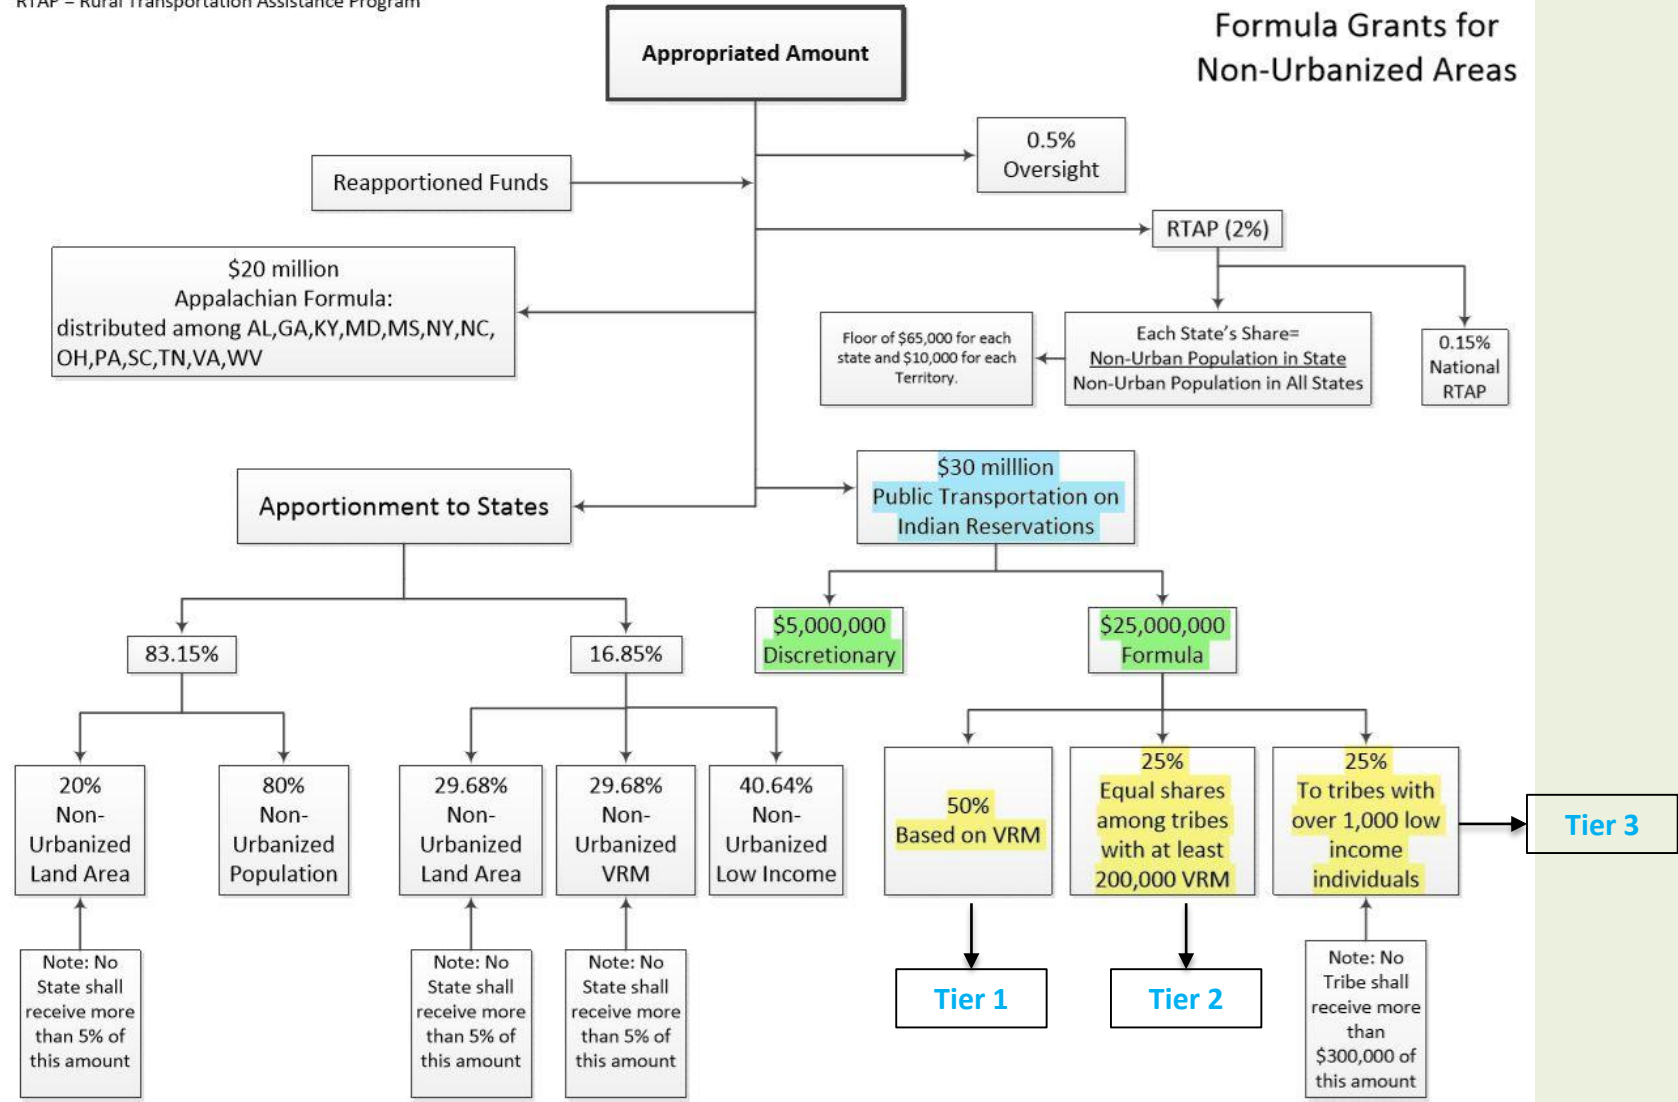 RTAP = Rural Transportation Assistance Program
Formula Grants for
Non-Urbanized Areas
Appropriated Amount
0.5%
Oversight
Reapportioned Funds
RTAP (2%)
$20 million
Appalachian Formula:
distributed among AL,GA,KY,MD,MS,NY,NC,
OH,PA,SC,TN,VA,WV
Floor of $65,000 for each
state and $10,000 for each
Territory.
Each State's Share=
Non-Urban Population in State
Non-Urban Population in All States
0.15%
National
RTAP
Apportionment to States
$30 milllion
Public Transportation on
Indian Reservations
83.15%
16.85%
$5,000,000
Discretionary
$25,000,000
Formula
20%
Non-
Urbanized
Land Area
80%
Non-
Urbanized
Population
29.68%
Non-
Urbanized
Land Area
29.68%
Non-
Urbanized
VRM
40.64%
Non-
Urbanized
Low Income
50%
Based on VRM
25%
Equal shares
among tribes
with at least
200,000 VRM
25%
To tribes with
over 1,000 low
income
individuals
Tier 3
Note: No
State shall
receive more
than 5% of
this amount
Note: No
State shall
receive more
than 5% of
this amount
Note: No
State shall
receive more
than 5% of
this amount
Tier 1
Tier 2
Note: No
Tribe shall
receive more
than
$300,000 of
this amount